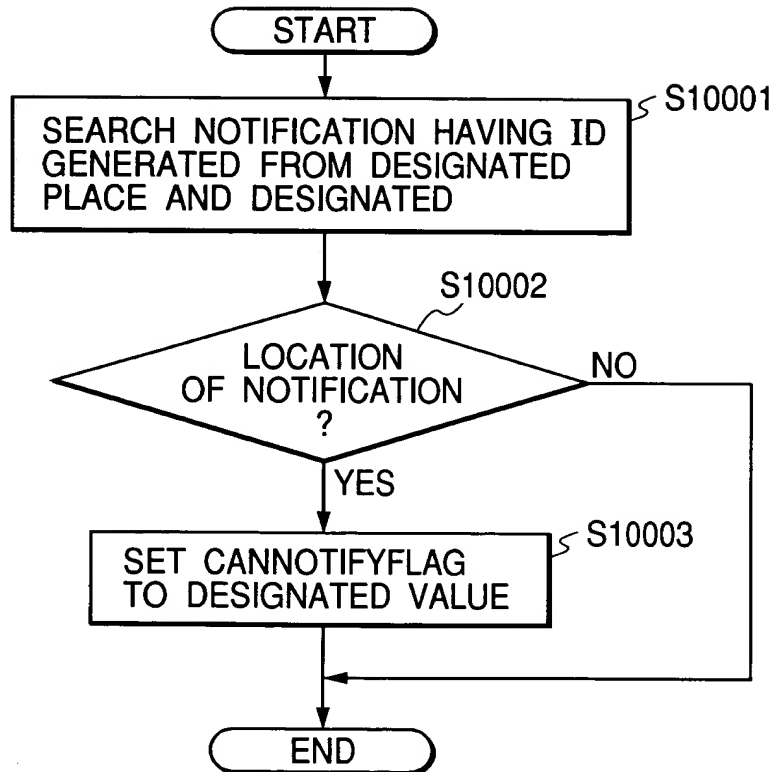 START
S10001
SEARCH NOTIFICATION HAVING ID
GENERATED FROM DESIGNATED
PLACE AND DESIGNATED
S10002
LOCATION
OF NOTIFICATION
?
NO
YES
S10003
SET CANNOTIFYFLAG
TO DESIGNATED VALUE
END